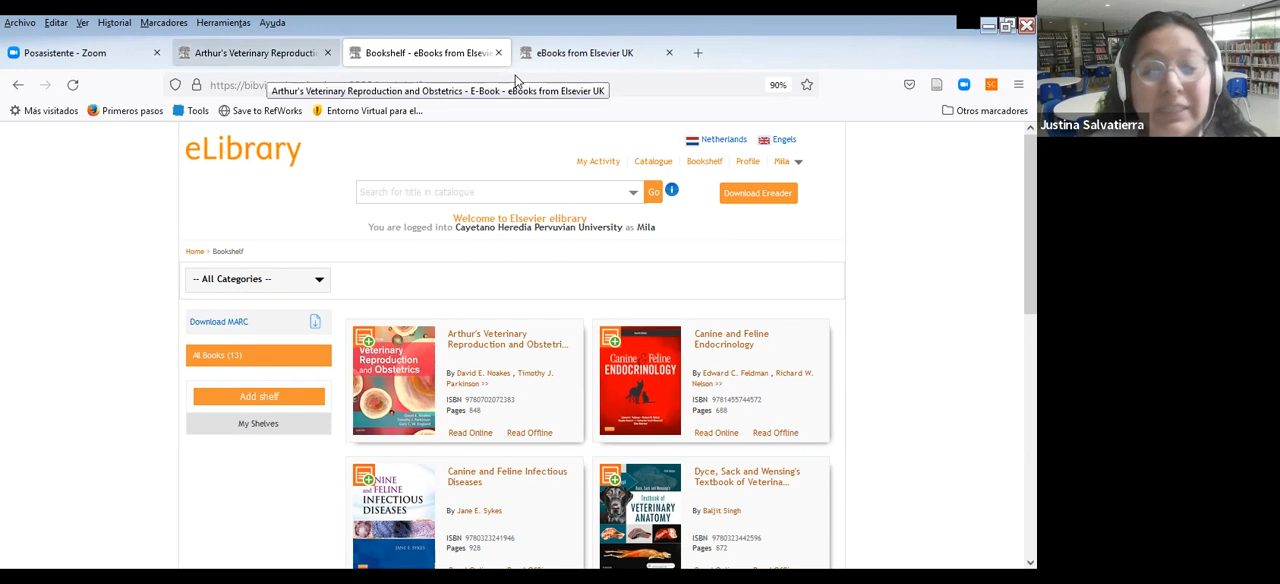 Archivo Editar Ver Historial Marcadores Herramientas Ayuda
Posasistente - Zoom
Arthur's Veterinary Reproducti
Bookshelf - eBooks from Elsevie
eBooks from Elsevier UK
https://bibvi
90%
Arthur's Veterinary Reproduction and Obstetrics - E-Book - eBooks from Elsevier UK
Más visitados Primeros pasos Tools Save to RefWorks Entorno Virtual para el... Otros marcadores
Justina Salvatierra
eLibrary
Netherlands Engels
My Activity Catalogue Bookshelf Profile Mila
Search for title in catalogue Go
Download Ereader
Welcome to Elsevier elibrary
You are logged into Cayetano Heredia Pervuvian University as Mila
Home > Bookshelf
-- All Categories --
Download MARC
All Books (13)
Add shelf
My Shelves
Veterinary
Reproduction
and Obstetrics
Arthur's Veterinary
Reproduction and Obstetri...
By David E. Noakes , Timothy J.
Parkinson >>
ISBN 9780702072383
Pages 848
Read Online Read Offline
Canine & Feline
ENDOCRINOLOGY
Canine and Feline
Endocrinology
By Edward C. Feldman , Richard W.
Nelson >>
ISBN 9781455744572
Pages 688
Read Online Read Offline
NINE
and FELINE
INFECTIOUS
DISEASES
JANE E. SYKES
Canine and Feline Infectious
Diseases
By Jane E. Sykes
ISBN 9780323241946
Pages 928
Textbook of
VETERINARY
ANATOMY
Dyce, Sack and Wensing's
Textbook of Veterina...
By Baljit Singh
ISBN 9780323442596
Pages 872